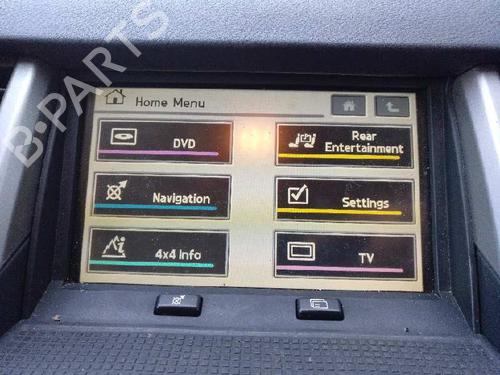 B-PARTS
Home Menu
DVD
Rear
Entertainment
Navigation
Settings
4x4 Info
TV